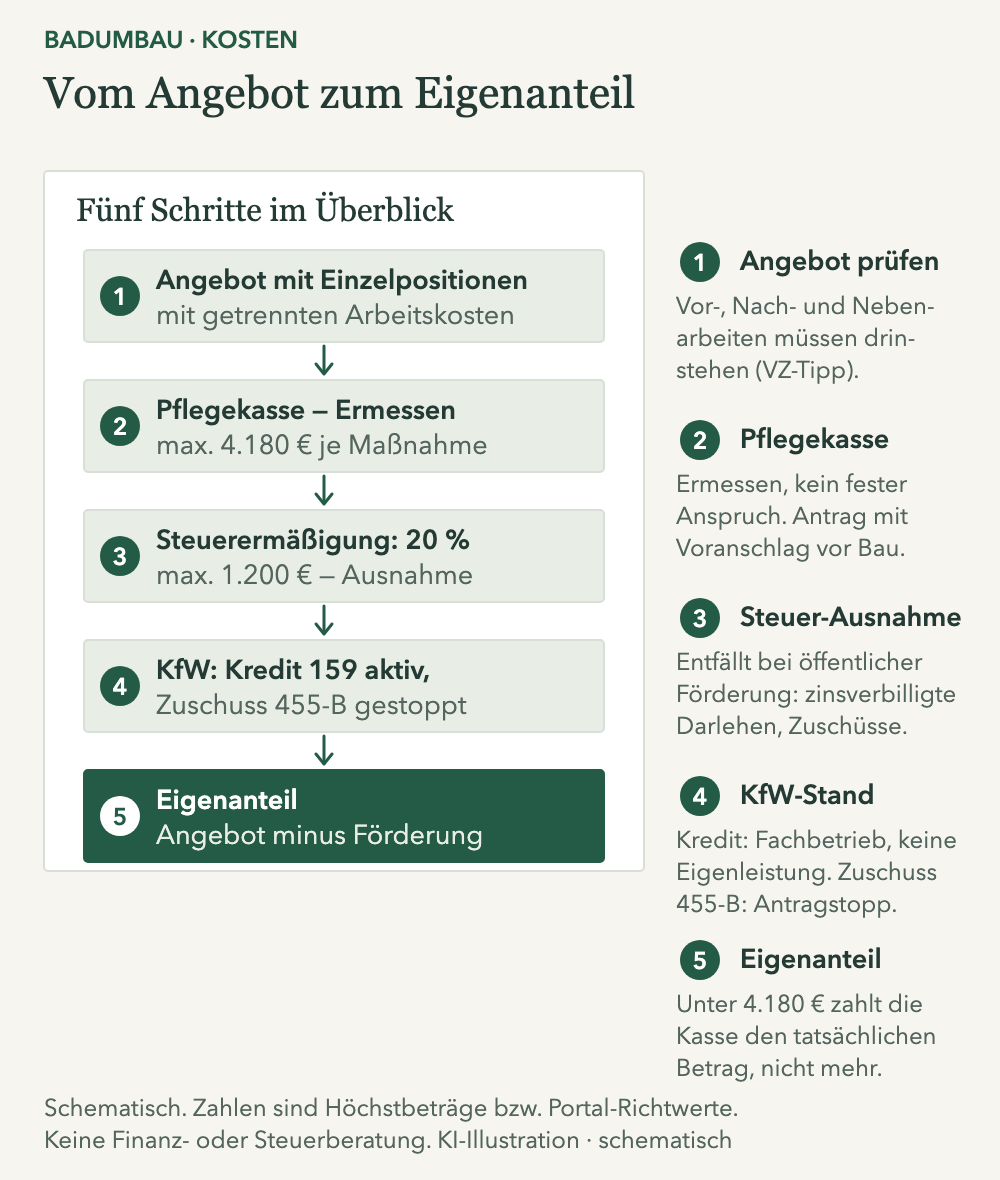 BADUMBAU · KOSTEN
Vom Angebot zum Eigenanteil
Fünf Schritte im Überblick
1 Angebot mit Einzelpositionen
mit getrennten Arbeitskosten
2 Pflegekasse – Ermessen
max. 4.180 € je Maßnahme
3 Steuerermäßigung: 20 %
max. 1.200 € – Ausnahme
4 KfW: Kredit 159 aktiv,
Zuschuss 455-B gestoppt
5 Eigenanteil
Angebot minus Förderung
1 Angebot prüfen
Vor-, Nach- und Neben-
arbeiten müssen drin-
stehen (VZ-Tipp).
2 Pflegekasse
Ermessen, kein fester
Anspruch. Antrag mit
Voranschlag vor Bau.
3 Steuer-Ausnahme
Entfällt bei öffentlicher
Förderung: zinsverbilligte
Darlehen, Zuschüsse.
4 KfW-Stand
Kredit: Fachbetrieb, keine
Eigenleistung. Zuschuss
455-B: Antragstopp.
5 Eigenanteil
Unter 4.180 € zahlt die
Kasse den tatsächlichen
Betrag, nicht mehr.
Schematisch. Zahlen sind Höchstbeträge bzw. Portal-Richtwerte.
Keine Finanz- oder Steuerberatung. KI-Illustration · schematisch